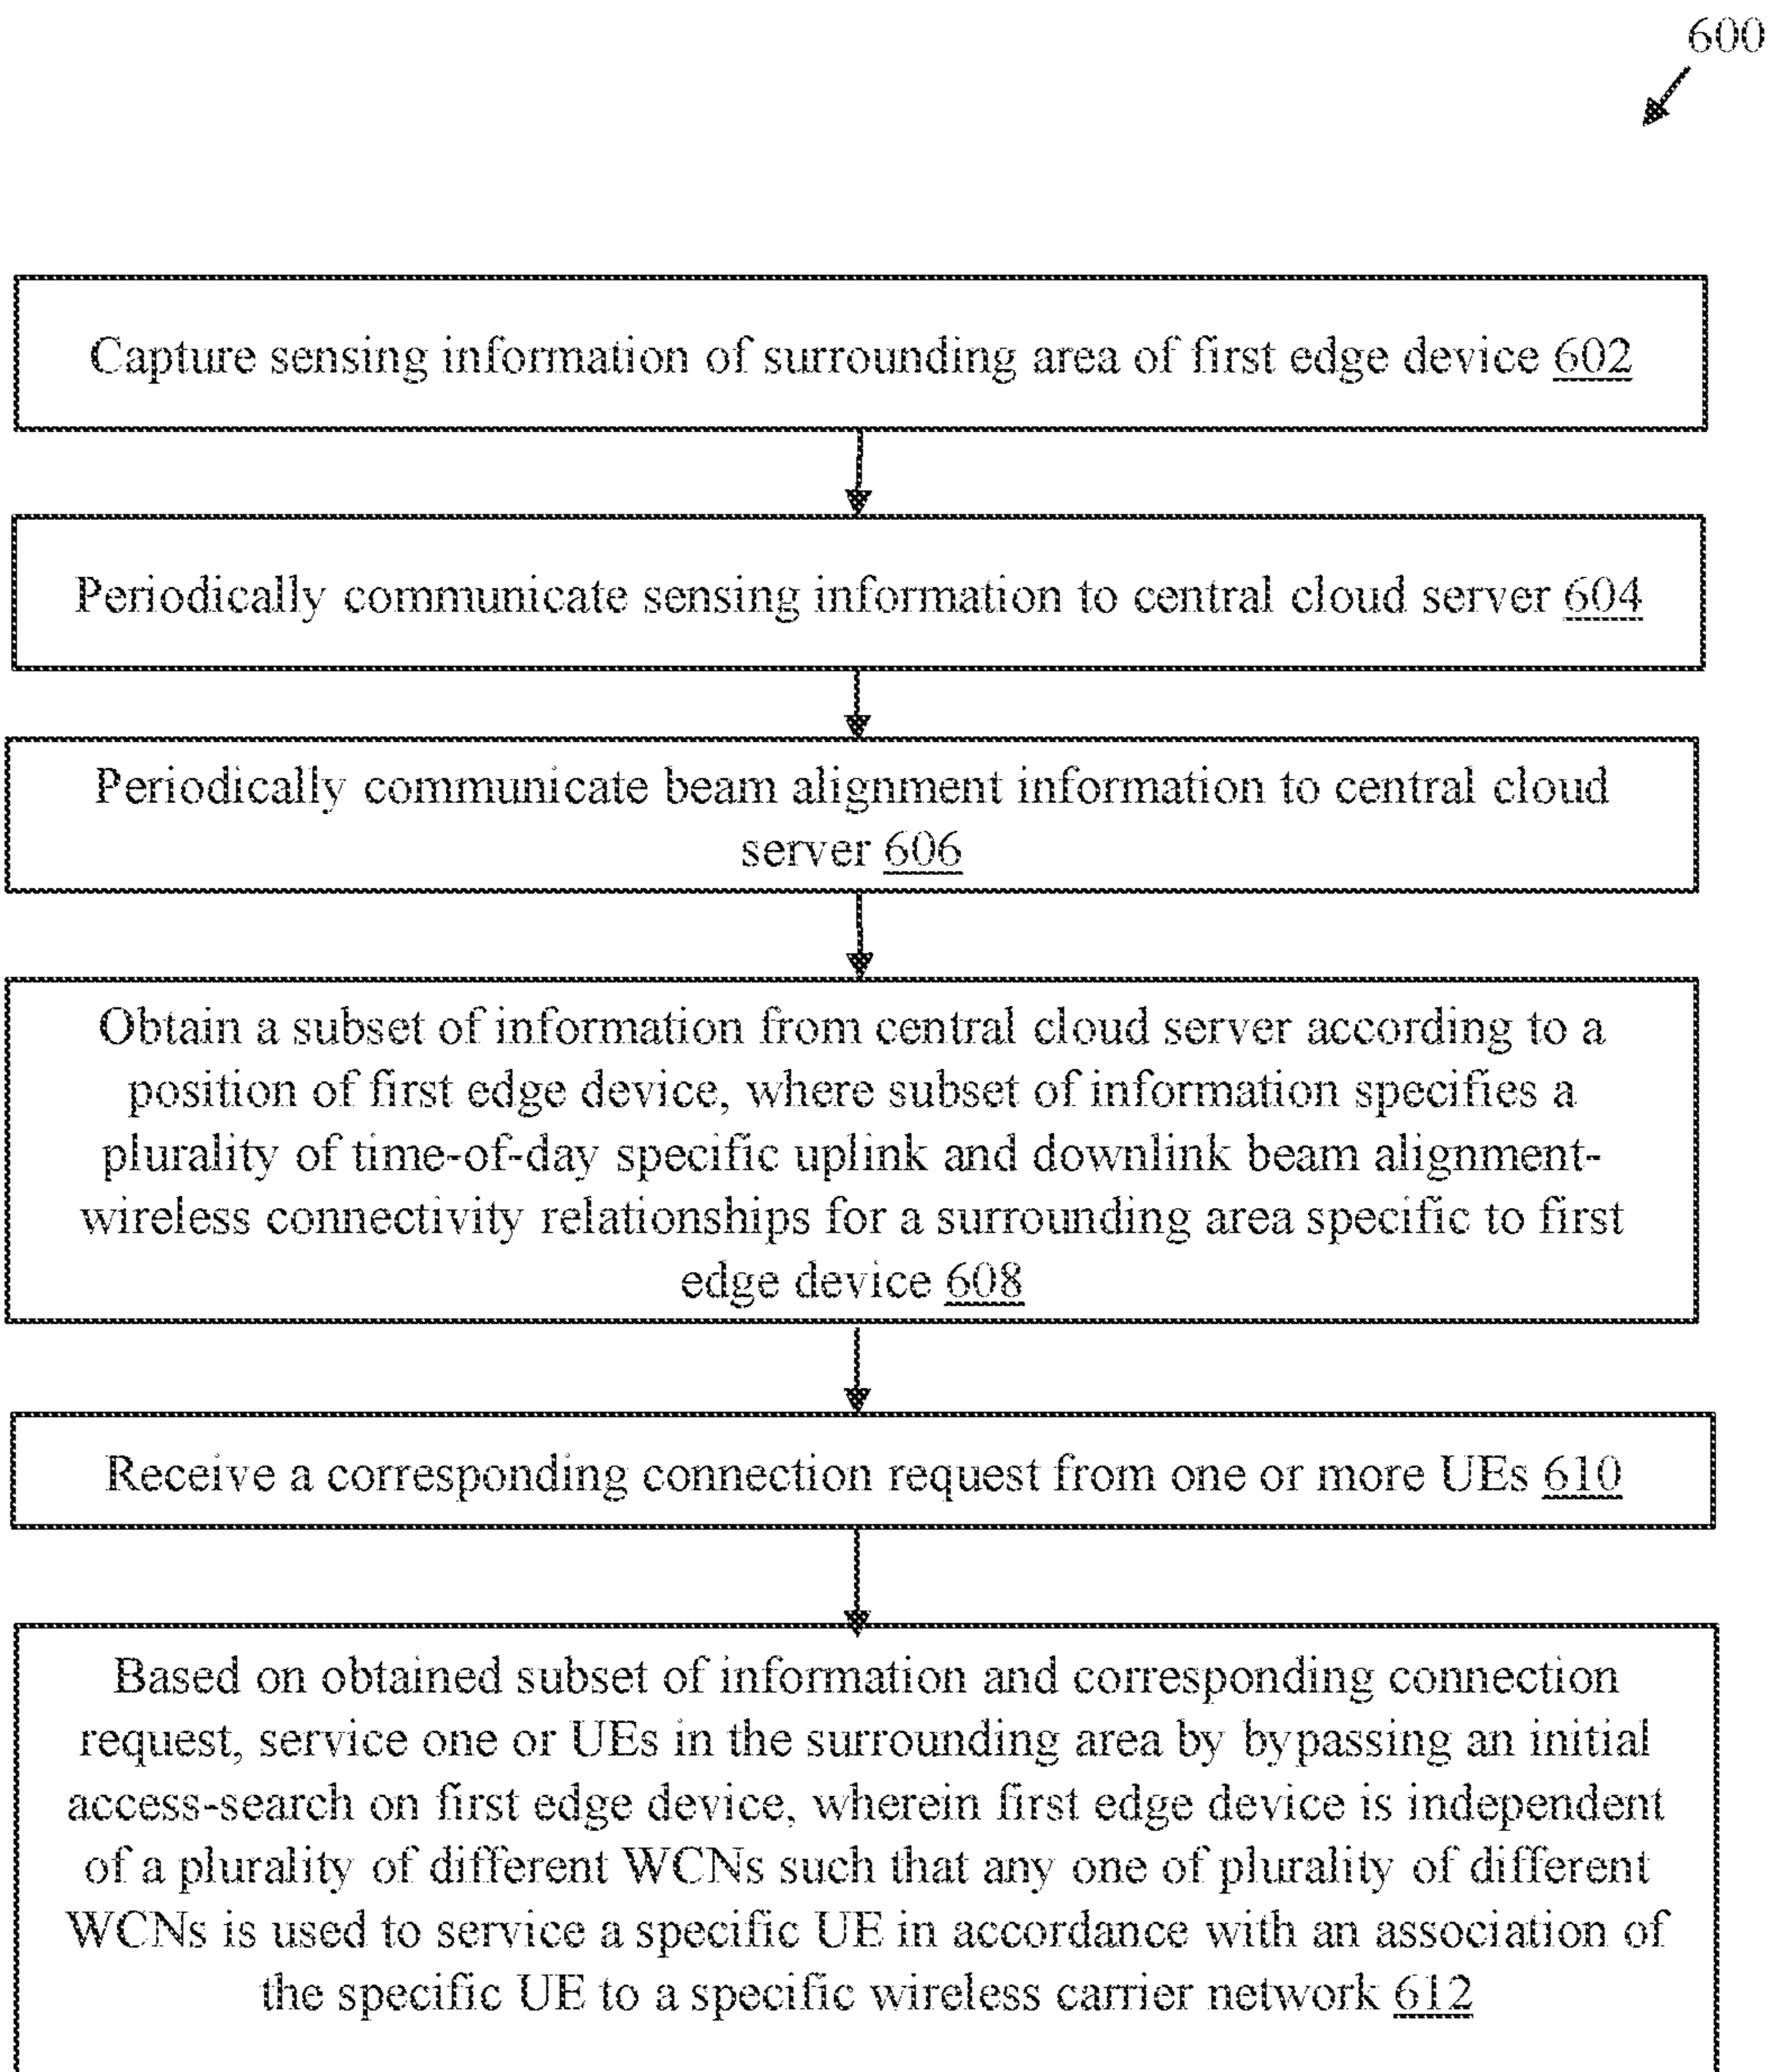 600
Capture sensing information of surrounding area of first edge device 602
Periodically communicate sensing information to central cloud server 604
Periodically communicate beam alignment information to central cloud
server 606
Obtain a subset of information from central cloud server according to a
position of first edge device, where subset of information specifies a
plurality of time-of-day specific uplink and downlink beam alignment-
wireless connectivity relationships for a surrounding area specific to first
edge device 608
Receive a corresponding connection request from one or more UEs 610
Based on obtained subset of information and corresponding connection
request, service one or UEs in the surrounding area by bypassing an initial
access-search on first edge device, wherein first edge device is independent
of a plurality of different WCNs such that any one of plurality of different
WCNs is used to service a specific UE in accordance with an association of
the specific UE to a specific wireless carrier network 612